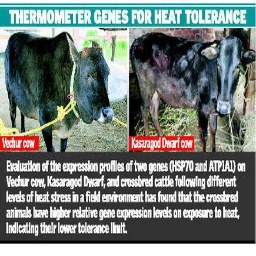 THERMOMETER GENES FOR HEAT TOLERANCE
Vechur cow
Kasaragod Dwarf cow
Evaluation of the expression profiles of two genes (HSP70 and ATP1A1) on
Vechur cow, Kasaragod Dwarf, and crossbred cattle following different
levels of heat stress in a field environment has found that the crossbred
animals have higher relative gene expression levels on exposure to heat,
indicating their lower tolerance limit.